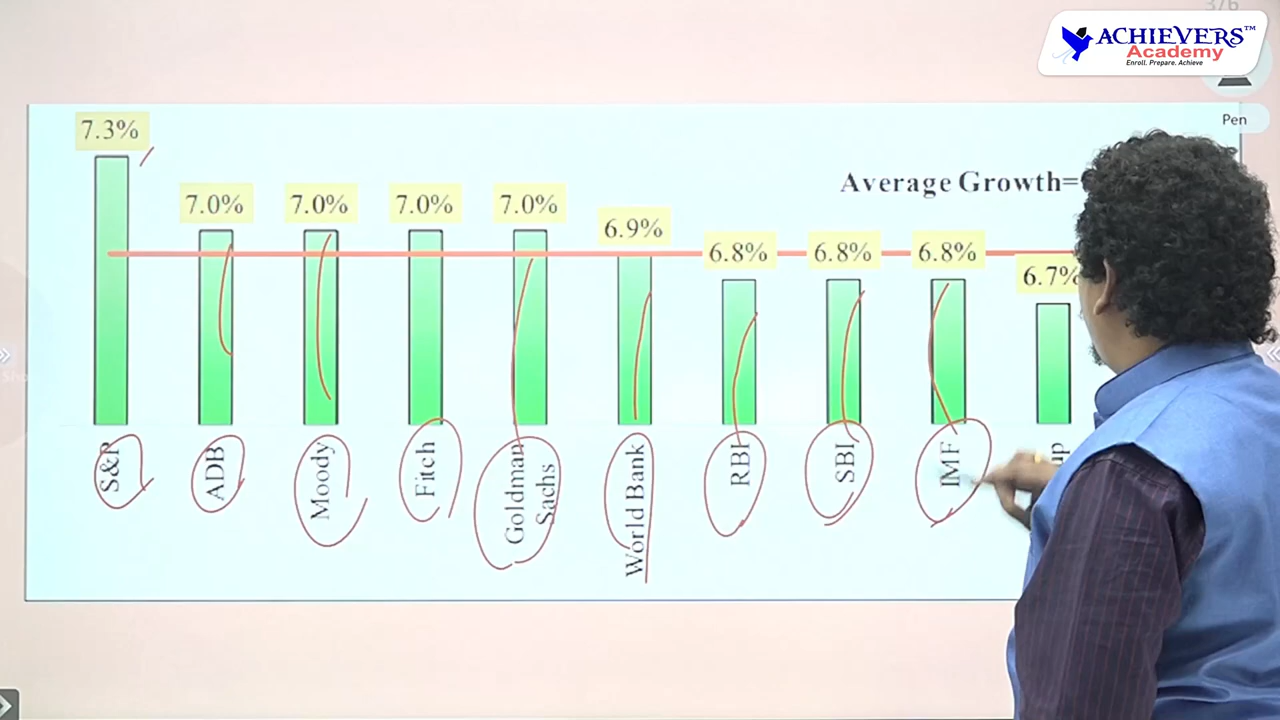 3/6
ACHIEVERS™
Academy
Enroll. Prepare. Achieve
Pen
7.3%
7.0%
7.0%
7.0%
7.0%
6.9%
6.8%
6.8%
6.8%
6.7%
Average Growth=
S&P
ADB
Moody
Fitch
Goldman
Sachs
World Bank
RBI
SBI
IMF